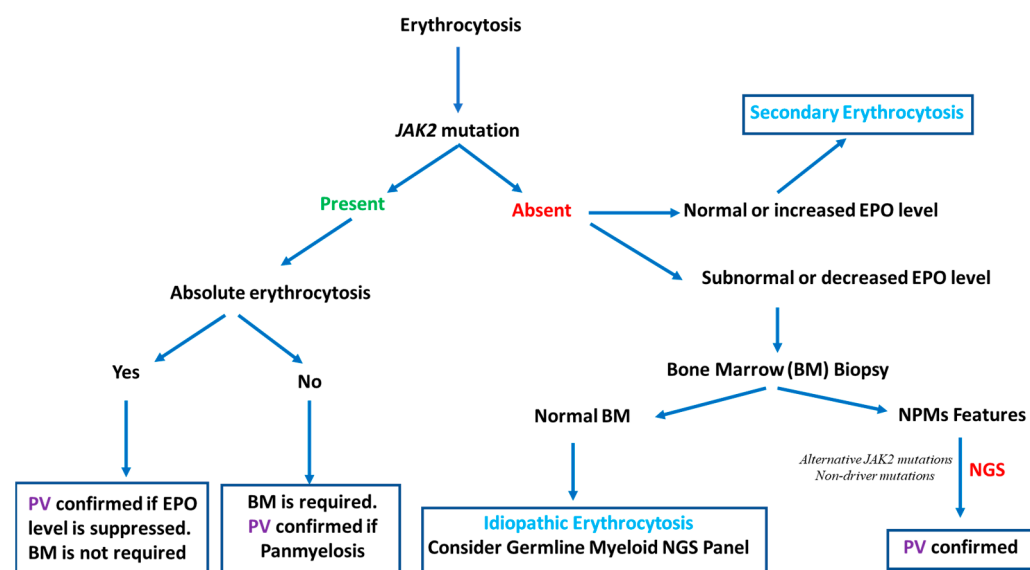 Erythrocytosis
Secondary Erythrocytosis
JAK2 mutation
Present
Absent
Normal or increased EPO level
Subnormal or decreased EPO level
Absolute erythrocytosis
Yes
No
Bone Marrow (BM) Biopsy
Normal BM
NPMs Features
Alternative JAK2 mutations
Non-driver mutations
NGS
PV confirmed if EPO
level is suppressed.
BM is not required
BM is required.
PV confirmed if
Panmyelosis
Idiopathic Erythrocytosis
Consider Germline Myeloid NGS Panel
PV confirmed